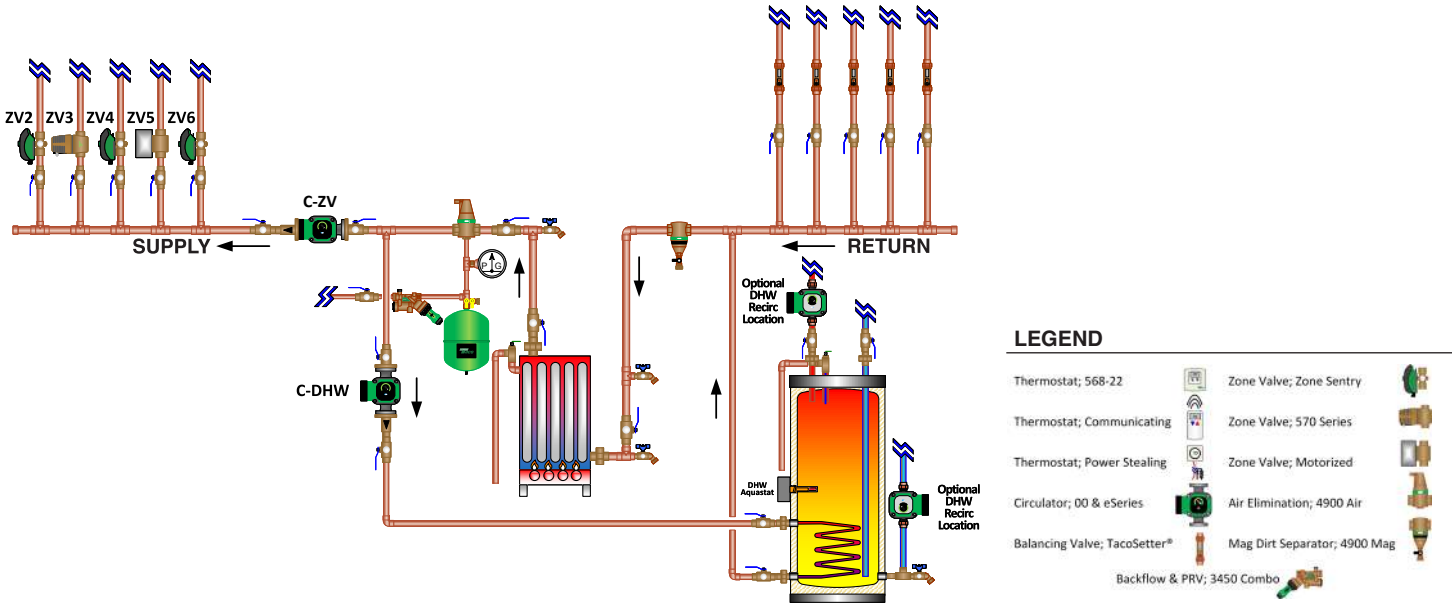 ZV2 ZV3 ZV4 ZV5 ZV6
C-ZV
SUPPLY
RETURN
P G
C-DHW
Optional
DHW
Recirc
Location
DHW
Aquastat
Optional
DHW
Recirc
Location
LEGEND
Thermostat; 568-22
Zone Valve; Zone Sentry
Thermostat; Communicating
Zone Valve; 570 Series
Thermostat; Power Stealing
Zone Valve; Motorized
Circulator; 00 & eSeries
Air Elimination; 4900 Air
Balancing Valve; TacoSetter®
Mag Dirt Separator; 4900 Mag
Backflow & PRV; 3450 Combo